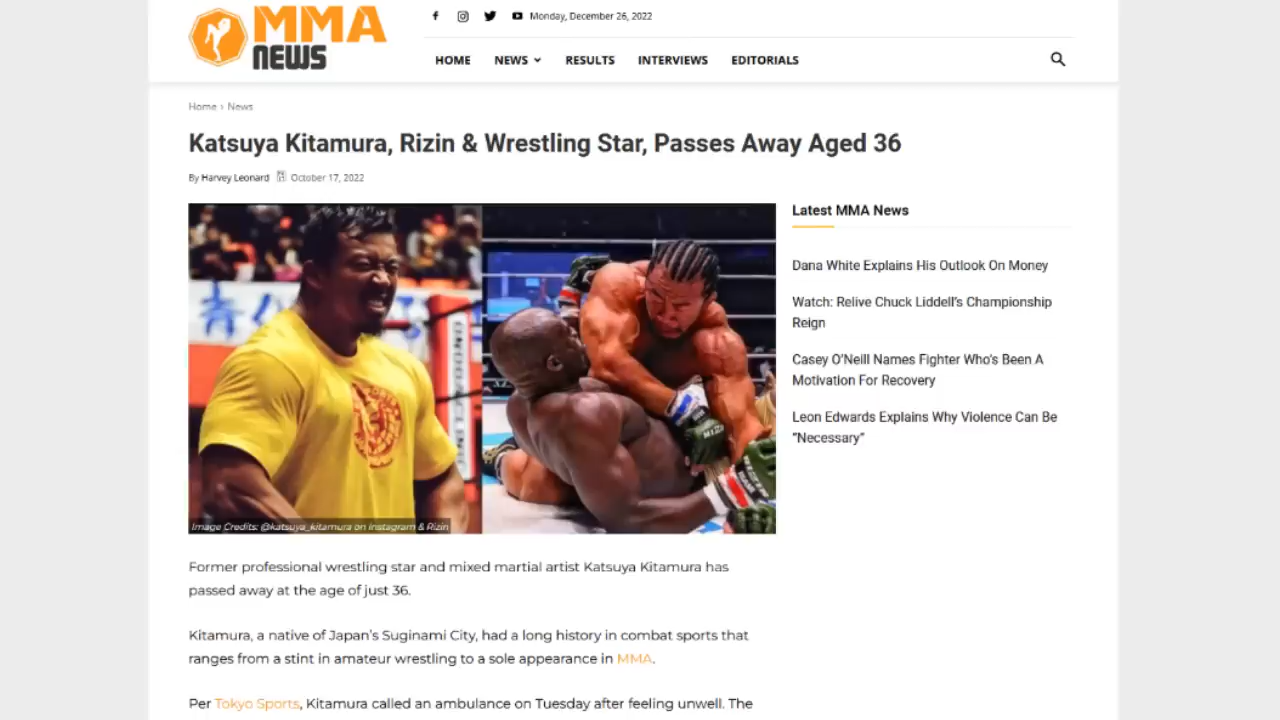 MMA
NEWS
Monday, December 26, 2022
HOME NEWS RESULTS INTERVIEWS EDITORIALS
Home › News
Katsuya Kitamura, Rizin & Wrestling Star, Passes Away Aged 36
By Harvey Leonard October 17, 2022
Image Credits: @katsuya_kitamura on Instagram & Rizin
Former professional wrestling star and mixed martial artist Katsuya Kitamura has
passed away at the age of just 36.
Kitamura, a native of Japan's Suginami City, had a long history in combat sports that
ranges from a stint in amateur wrestling to a sole appearance in MMA.
Per Tokyo Sports, Kitamura called an ambulance on Tuesday after feeling unwell. The
Latest MMA News
Dana White Explains His Outlook On Money
Watch: Relive Chuck Liddell's Championship
Reign
Casey O'Neill Names Fighter Who's Been A
Motivation For Recovery
Leon Edwards Explains Why Violence Can Be
"Necessary"